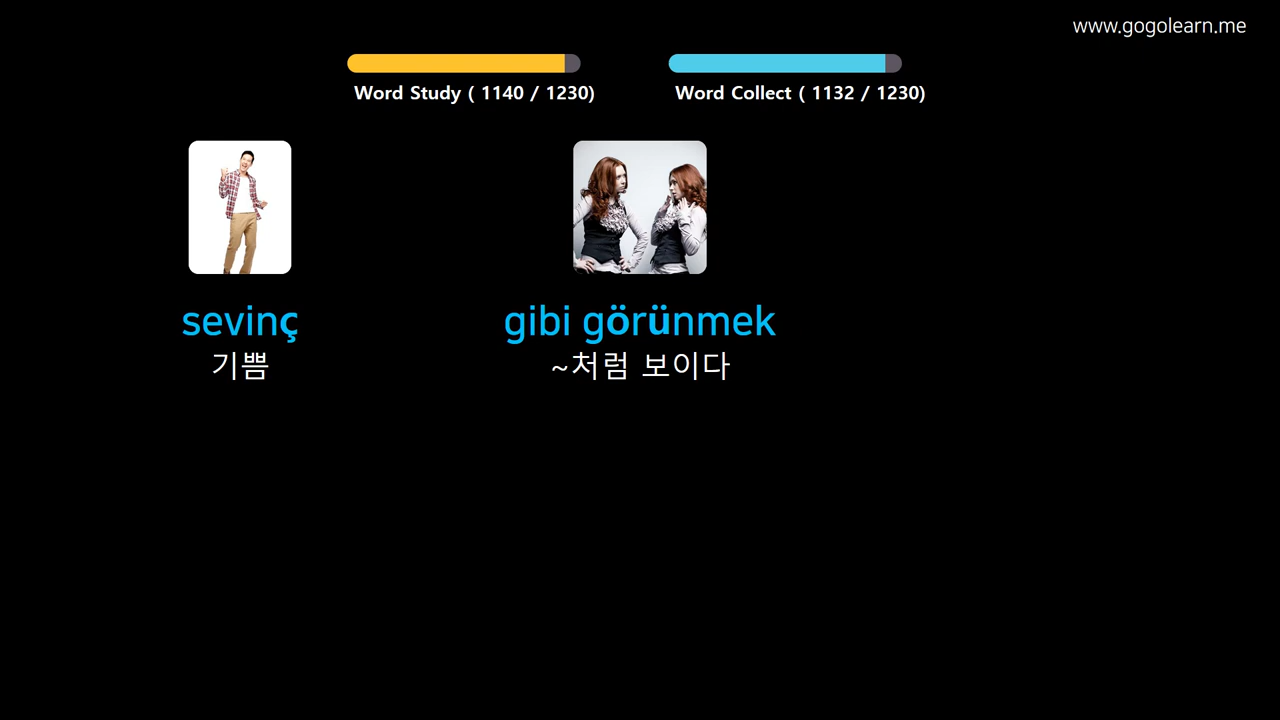 www.gogolearn.me
Word Study ( 1140 / 1230)
Word Collect ( 1132 / 1230)
sevinç
기쁨
gibi görünmek
~처럼 보이다